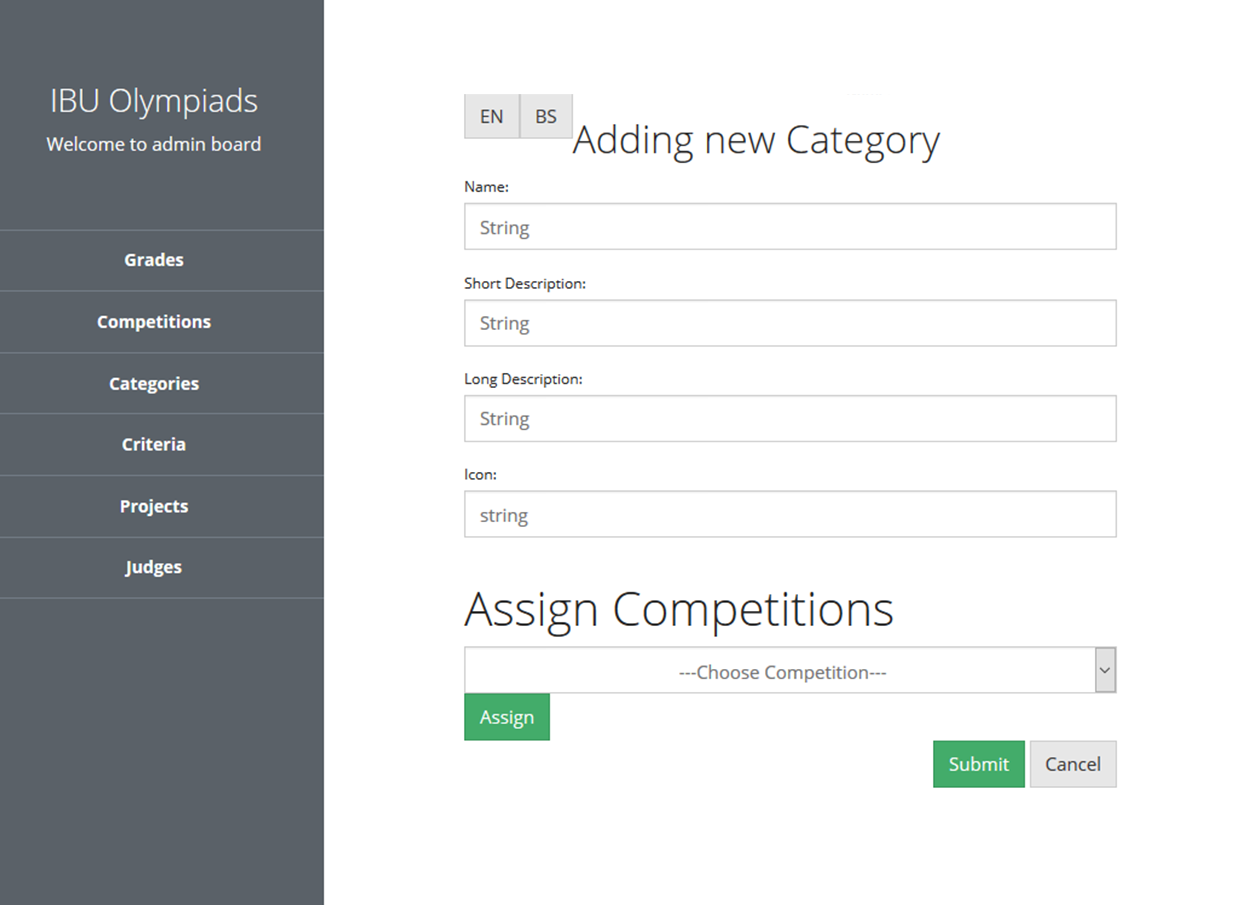 IBU Olympiads
Welcome to admin board
Grades
Competitions
Categories
Criteria
Projects
Judges
EN BS
Adding new Category
Name:
String
Short Description:
String
Long Description:
String
Icon:
string
Assign Competitions
---Choose Competition---
Assign
Submit Cancel